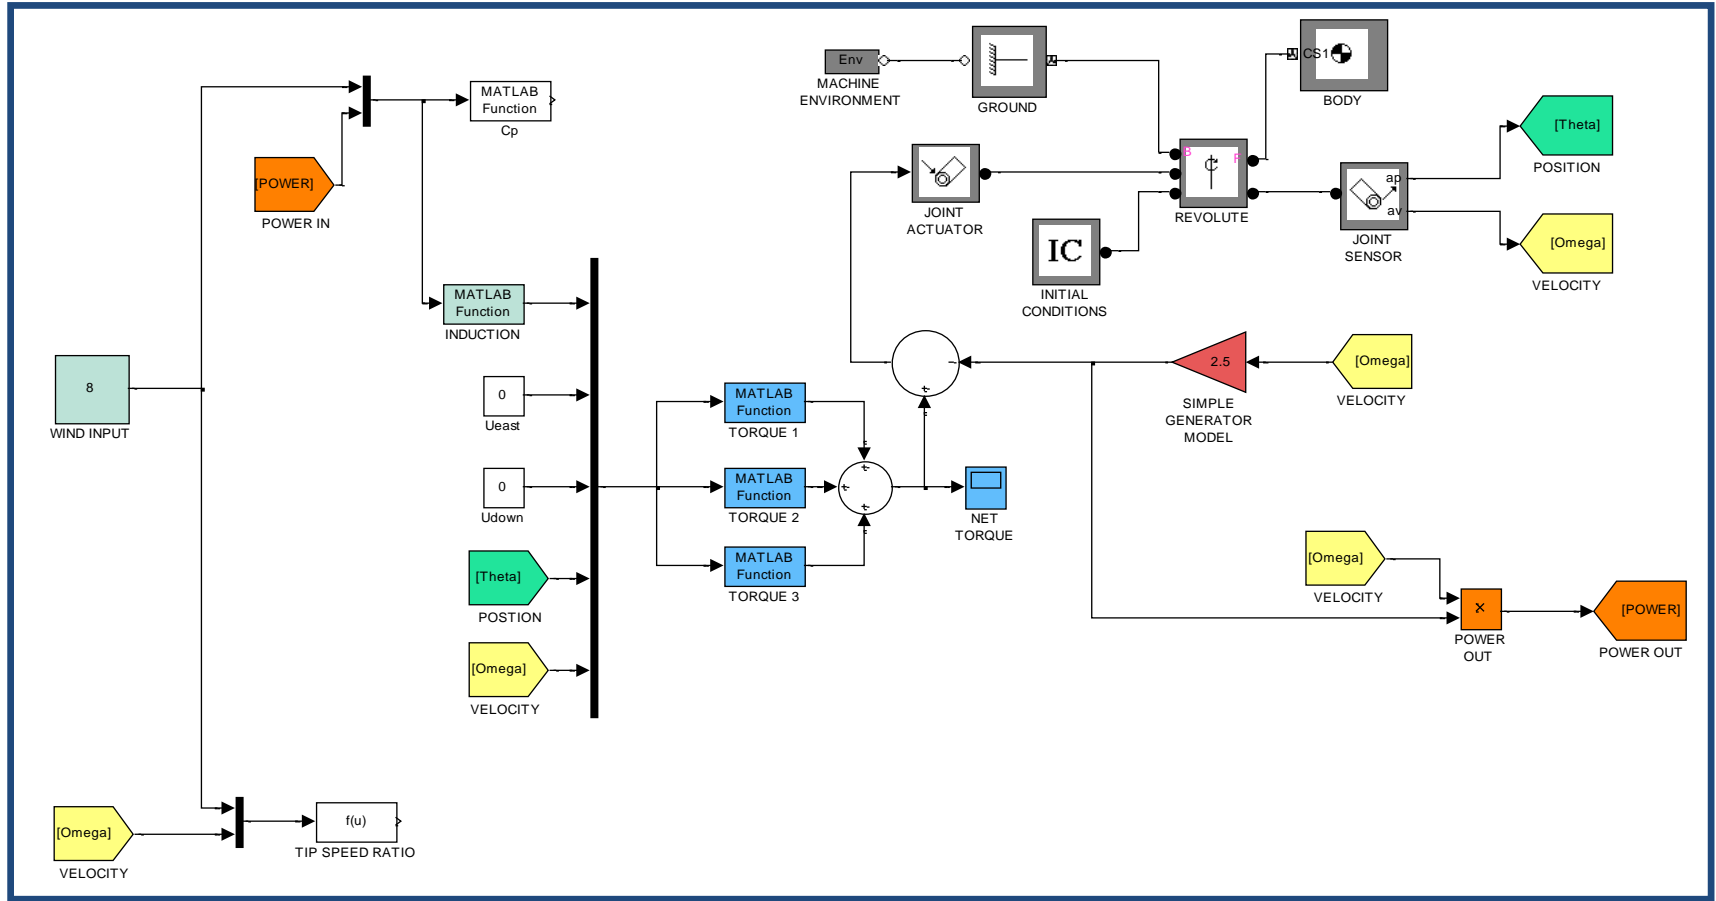 Env
MACHINE
ENVIRONMENT
GROUND
CS1
BODY
MATLAB
Function
Cp
[POWER]
POWER IN
JOINT
ACTUATOR
B
F
REVOLUTE
ap
av
JOINT
SENSOR
[Theta]
POSITION
[Omega]
VELOCITY
IC
INITIAL
CONDITIONS
MATLAB
Function
INDUCTION
8
WIND INPUT
0
Ueast
0
Udown
[Theta]
POSTION
[Omega]
VELOCITY
MATLAB
Function
TORQUE 1
MATLAB
Function
TORQUE 2
MATLAB
Function
TORQUE 3
NET
TORQUE
2.5
SIMPLE
GENERATOR
MODEL
[Omega]
VELOCITY
[Omega]
VELOCITY
×
POWER
OUT
[POWER]
POWER OUT
[Omega]
VELOCITY
f(u)
TIP SPEED RATIO